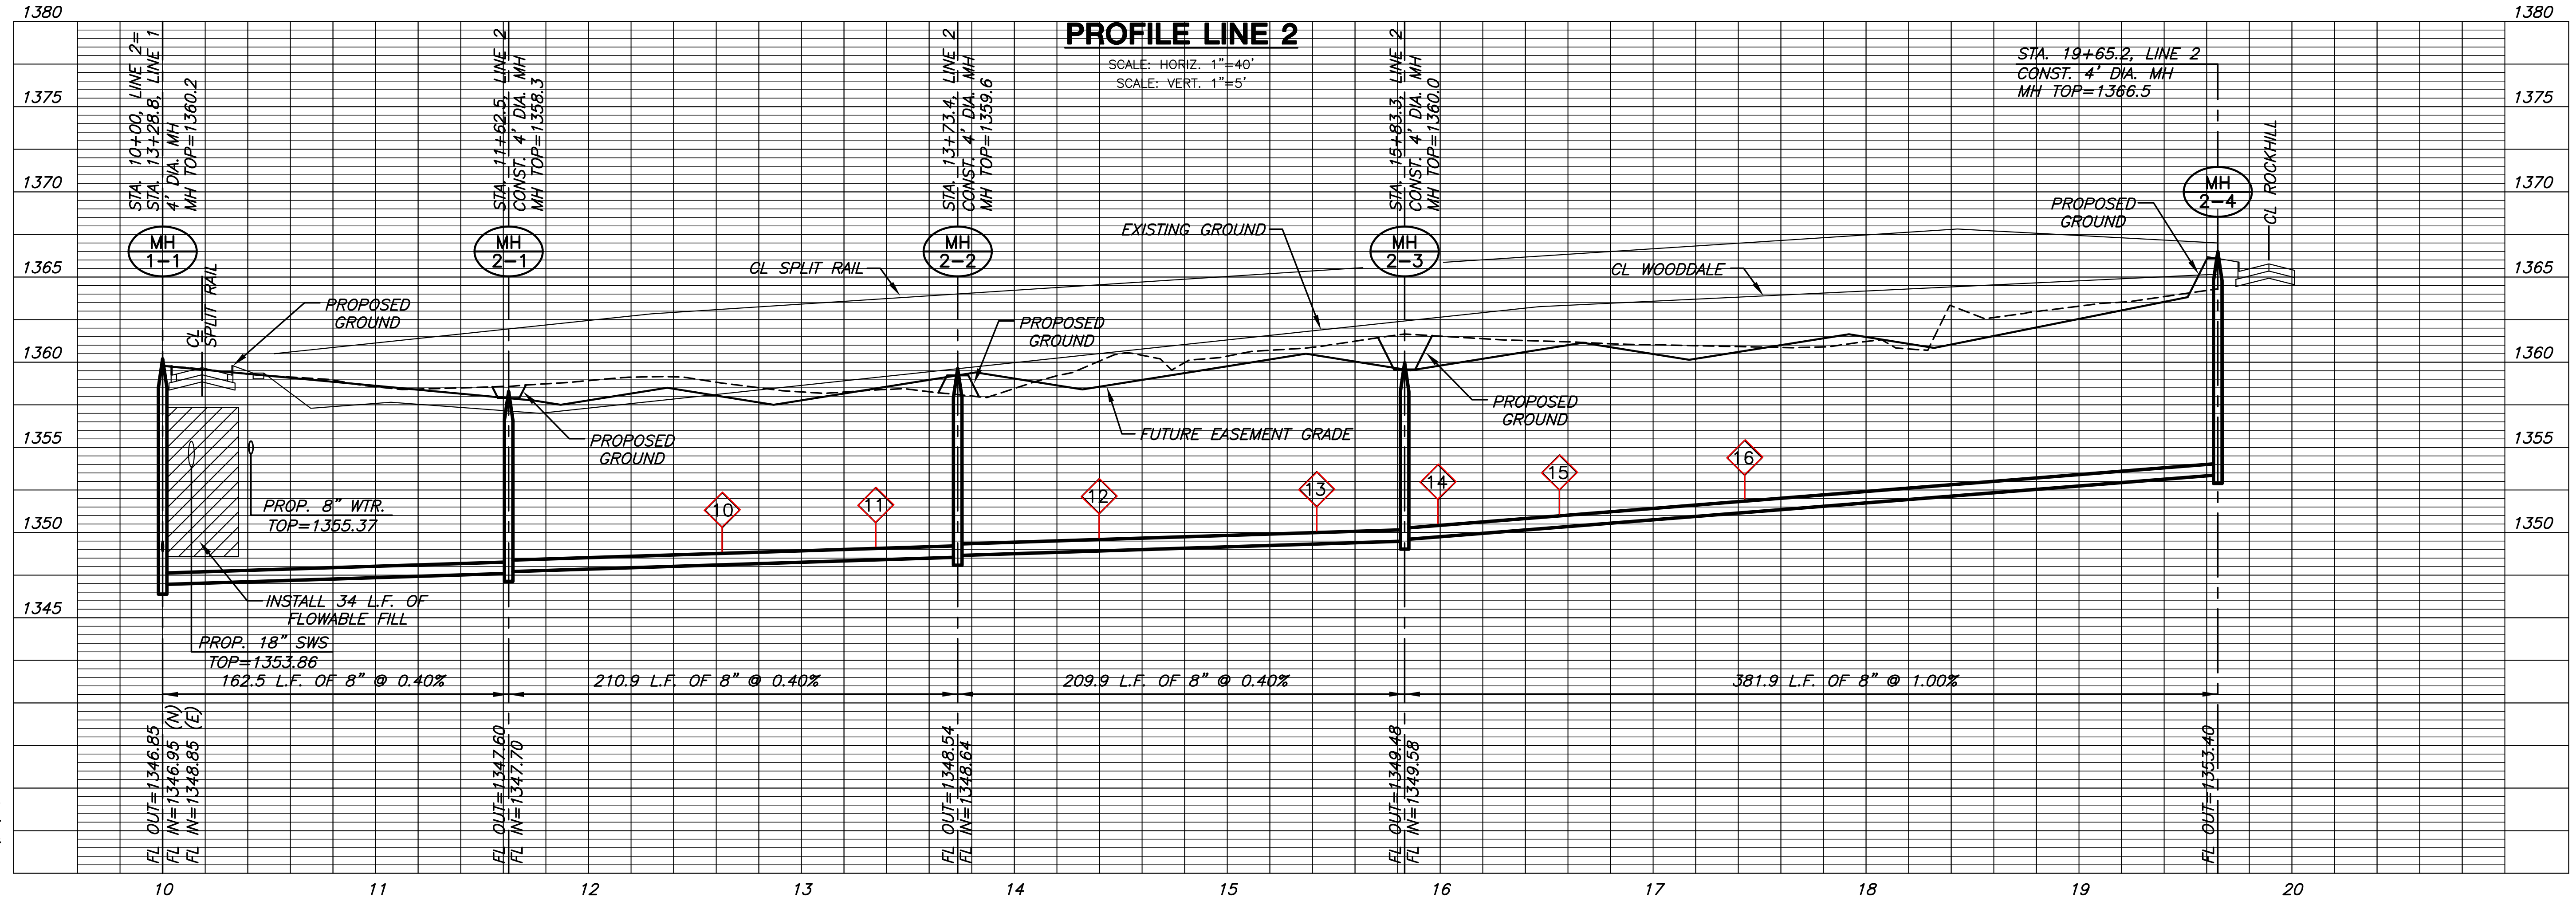 PROFILE LINE 2
SCALE: HORIZ. 1"=40'
SCALE: VERT. 1"=5'
1380
1375
1370
1365
1360
1355
1350
1345
1380
1375
1370
1365
1360
1355
1350
STA. 10+00, LINE 2=
STA. 13+28.8, LINE 1
4' DIA. MH
MH TOP=1360.2
MH
1-1
CL
SPLIT RAIL
PROPOSED
GROUND
STA. 11+62.5, LINE 2
CONST. 4' DIA. MH
MH TOP=1358.3
MH
2-1
PROPOSED
GROUND
CL SPLIT RAIL
STA. 13+73.4, LINE 2
CONST. 4' DIA. MH
MH TOP=1359.6
MH
2-2
PROPOSED
GROUND
EXISTING GROUND
FUTURE EASEMENT GRADE
STA. 15+83.3, LINE 2
CONST. 4' DIA. MH
MH TOP=1360.0
MH
2-3
PROPOSED
GROUND
CL WOODDALE
STA. 19+65.2, LINE 2
CONST. 4' DIA. MH
MH TOP=1366.5
MH
2-4
PROPOSED
GROUND
CL ROCKHILL
PROP. 8" WTR.
TOP=1355.37
INSTALL 34 L.F. OF
FLOWABLE FILL
PROP. 18" SWS
TOP=1353.86
10
11
12
13
14
15
16
162.5 L.F. OF 8" @ 0.40%
210.9 L.F. OF 8" @ 0.40%
209.9 L.F. OF 8" @ 0.40%
381.9 L.F. OF 8" @ 1.00%
FL OUT=1346.85
FL IN=1346.95 (N)
FL IN=1348.85 (E)
FL OUT=1347.60
FL IN=1347.70
FL OUT=1348.54
FL IN=1348.64
FL OUT=1349.48
FL IN=1349.58
FL OUT=1353.40
10
11
12
13
14
15
16
17
18
19
20